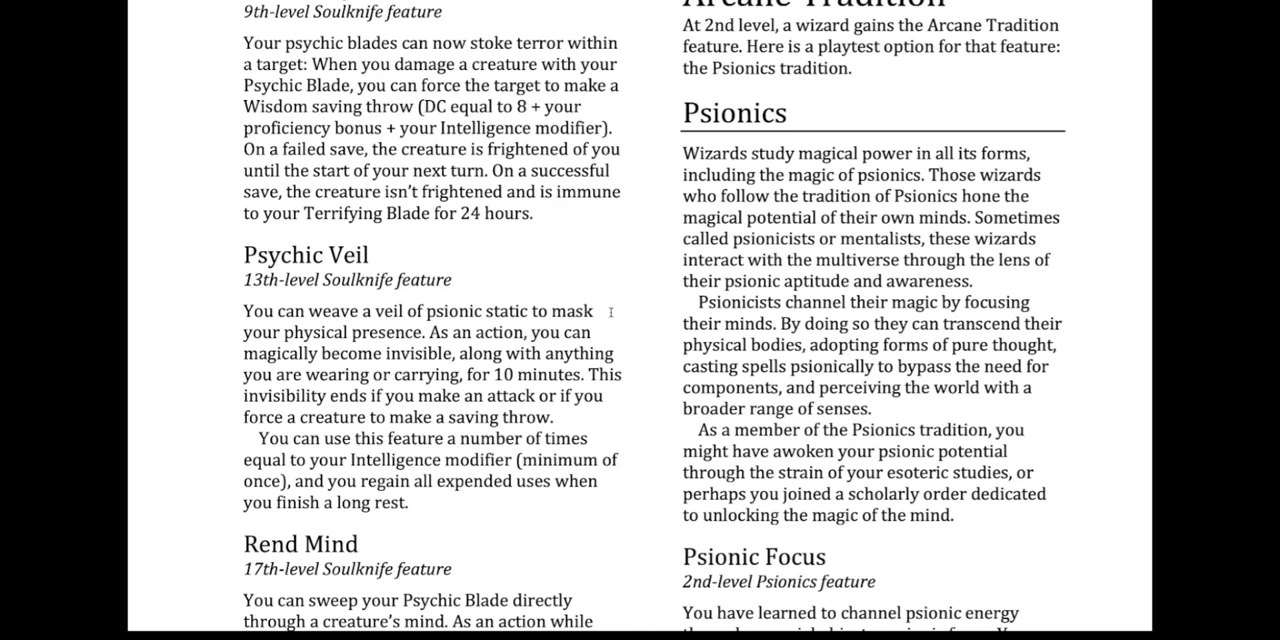 9th-level Soulknife feature
Your psychic blades can now stoke terror within
a target: When you damage a creature with your
Psychic Blade, you can force the target to make a
Wisdom saving throw (DC equal to 8 + your
proficiency bonus + your Intelligence modifier).
On a failed save, the creature is frightened of you
until the start of your next turn. On a successful
save, the creature isn’t frightened and is immune
to your Terrifying Blade for 24 hours.
Psychic Veil
13th-level Soulknife feature
You can weave a veil of psionic static to mask
your physical presence. As an action, you can
magically become invisible, along with anything
you are wearing or carrying, for 10 minutes. This
invisibility ends if you make an attack or if you
force a creature to make a saving throw.
You can use this feature a number of times
equal to your Intelligence modifier (minimum of
once), and you regain all expended uses when
you finish a long rest.
Rend Mind
17th-level Soulknife feature
You can sweep your Psychic Blade directly
through a creature’s mind. As an action while
Arcane Tradition
At 2nd level, a wizard gains the Arcane Tradition
feature. Here is a playtest option for that feature:
the Psionics tradition.
Psionics
Wizards study magical power in all its forms,
including the magic of psionics. Those wizards
who follow the tradition of Psionics hone the
magical potential of their own minds. Sometimes
called psionicists or mentalists, these wizards
interact with the multiverse through the lens of
their psionic aptitude and awareness.
Psionicists channel their magic by focusing
their minds. By doing so they can transcend their
physical bodies, adopting forms of pure thought,
casting spells psionically to bypass the need for
components, and perceiving the world with a
broader range of senses.
As a member of the Psionics tradition, you
might have awoken your psionic potential
through the strain of your esoteric studies, or
perhaps you joined a scholarly order dedicated
to unlocking the magic of the mind.
Psionic Focus
2nd-level Psionics feature
You have learned to channel psionic energy